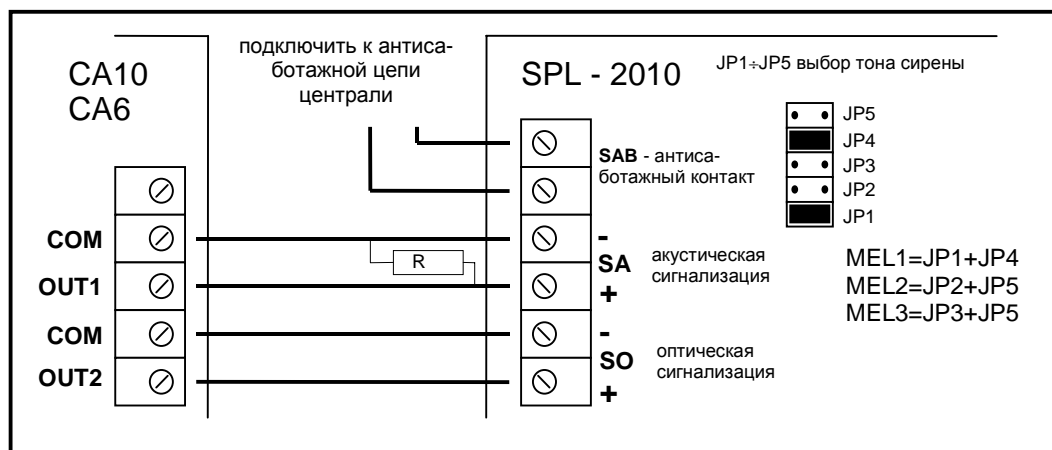 CA10
CA6
подключить к антиса-
ботажной цепи
централи
SPL - 2010
JP1÷JP5 выбор тона сирены
JP5
JP4
JP3
JP2
JP1
SAB - антиса-
ботажный контакт
COM
OUT1
COM
OUT2
R
-
SA
+
акустическая
сигнализация
-
SO
+
оптическая
сигнализация
MEL1=JP1+JP4
MEL2=JP2+JP5
MEL3=JP3+JP5